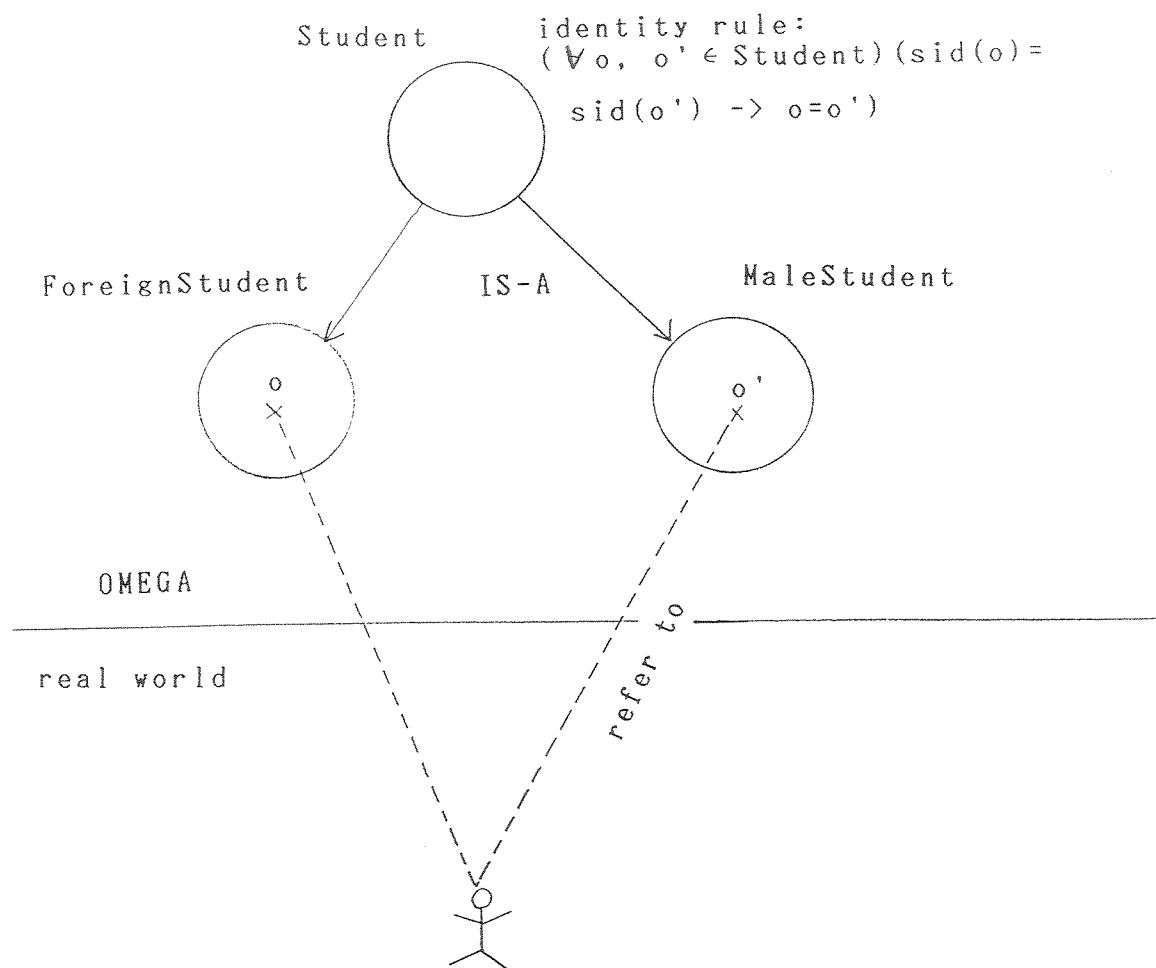 Student
identity rule:
(∀o, o' ∈ Student)(sid(o)=
sid(o') -> o=o')
ForeignStudent
IS-A
MaleStudent
o
o'
OMEGA
refer to
real world